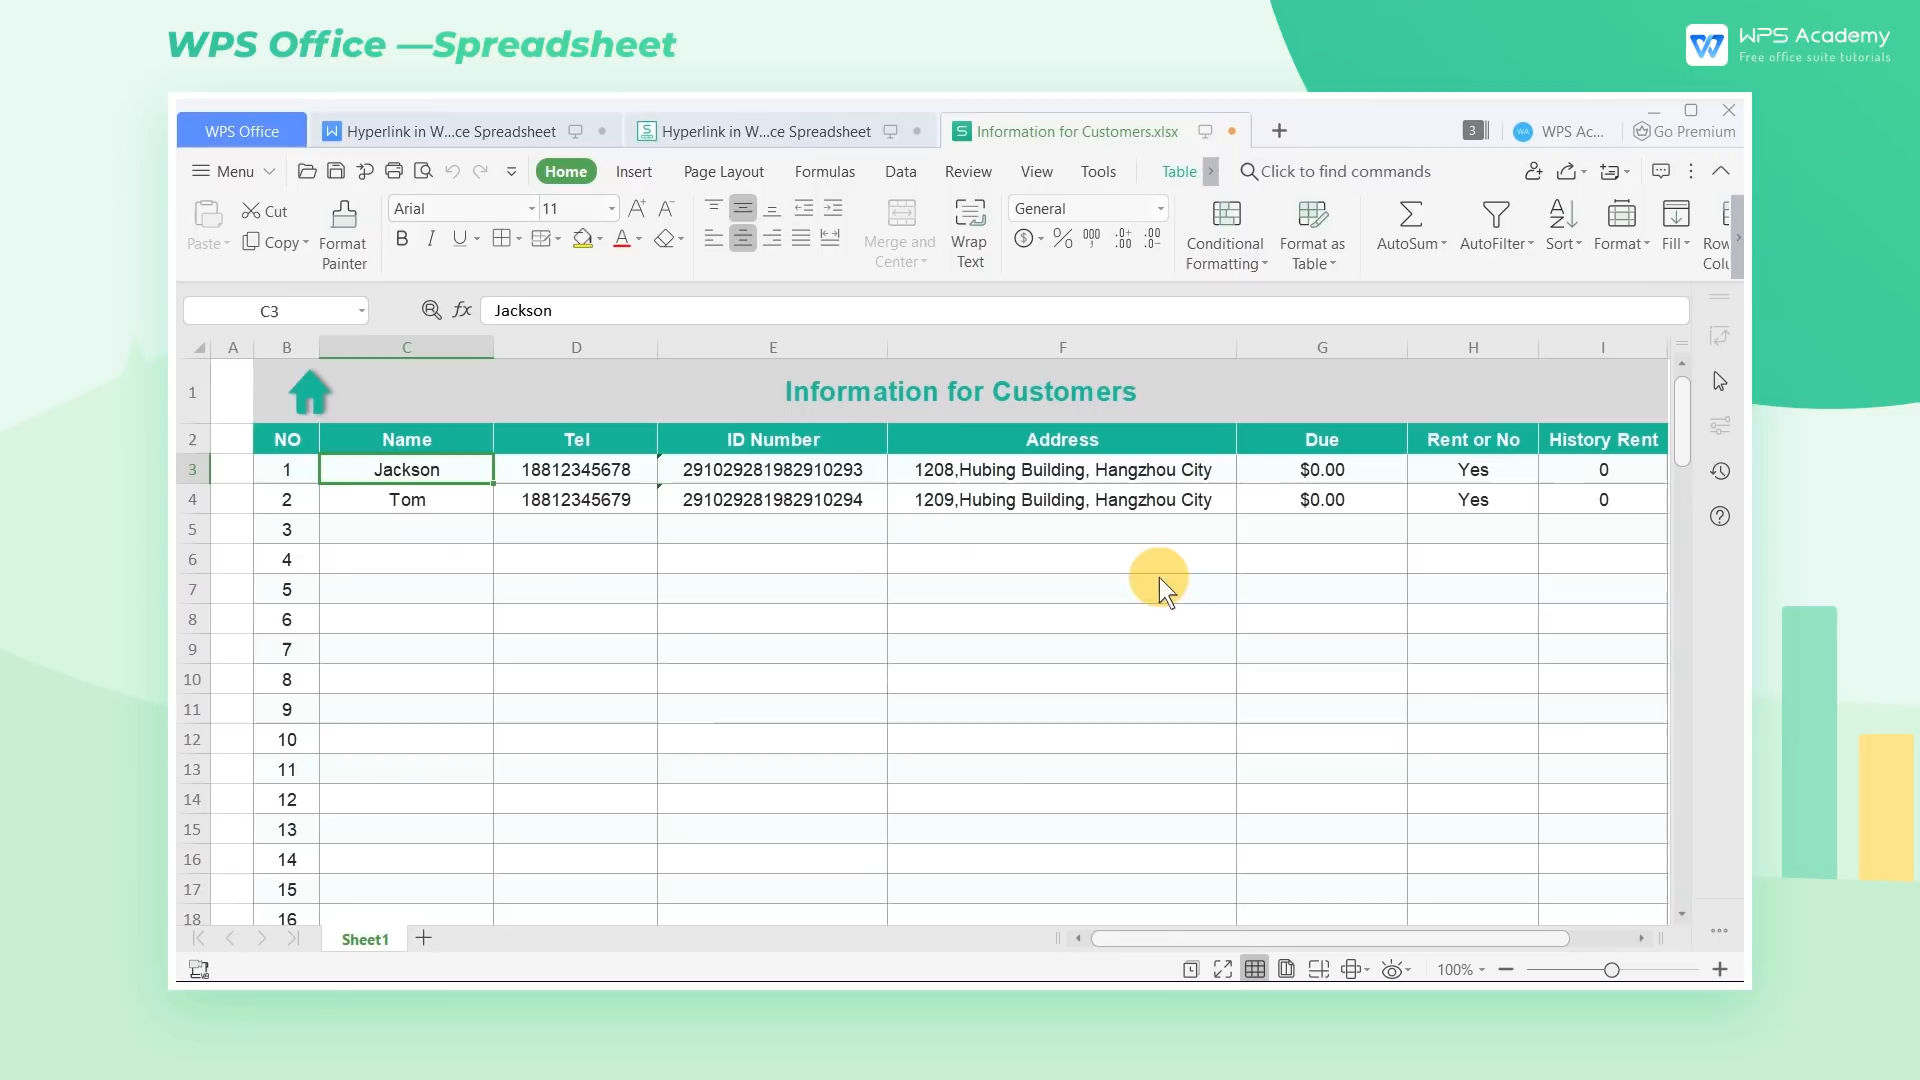 WPS Office —Spreadsheet
WPS Academy
Free office suite tutorials
WPS Office
Hyperlink in W...ce Spreadsheet
Hyperlink in W...ce Spreadsheet
Information for Customers.xlsx
3
WPS Ac...
Go Premium
Menu
Home
Insert
Page Layout
Formulas
Data
Review
View
Tools
Table
Click to find commands
Paste
Cut
Copy
Format Painter
Arial
11
Merge and Center
Wrap Text
General
Conditional Formatting
Format as Table
AutoSum
AutoFilter
Sort
Format
Fill
C3
Jackson
A B C D E F G H I
1 Information for Customers
2 NO Name Tel ID Number Address Due Rent or No History Rent
3 1 Jackson 18812345678 291029281982910293 1208,Hubing Building, Hangzhou City $0.00 Yes 0
4 2 Tom 18812345679 291029281982910294 1209,Hubing Building, Hangzhou City $0.00 Yes 0
5 3
6 4
7 5
8 6
9 7
10 8
11 9
12 10
13 11
14 12
15 13
16 14
17 15
18 16
Sheet1
100%